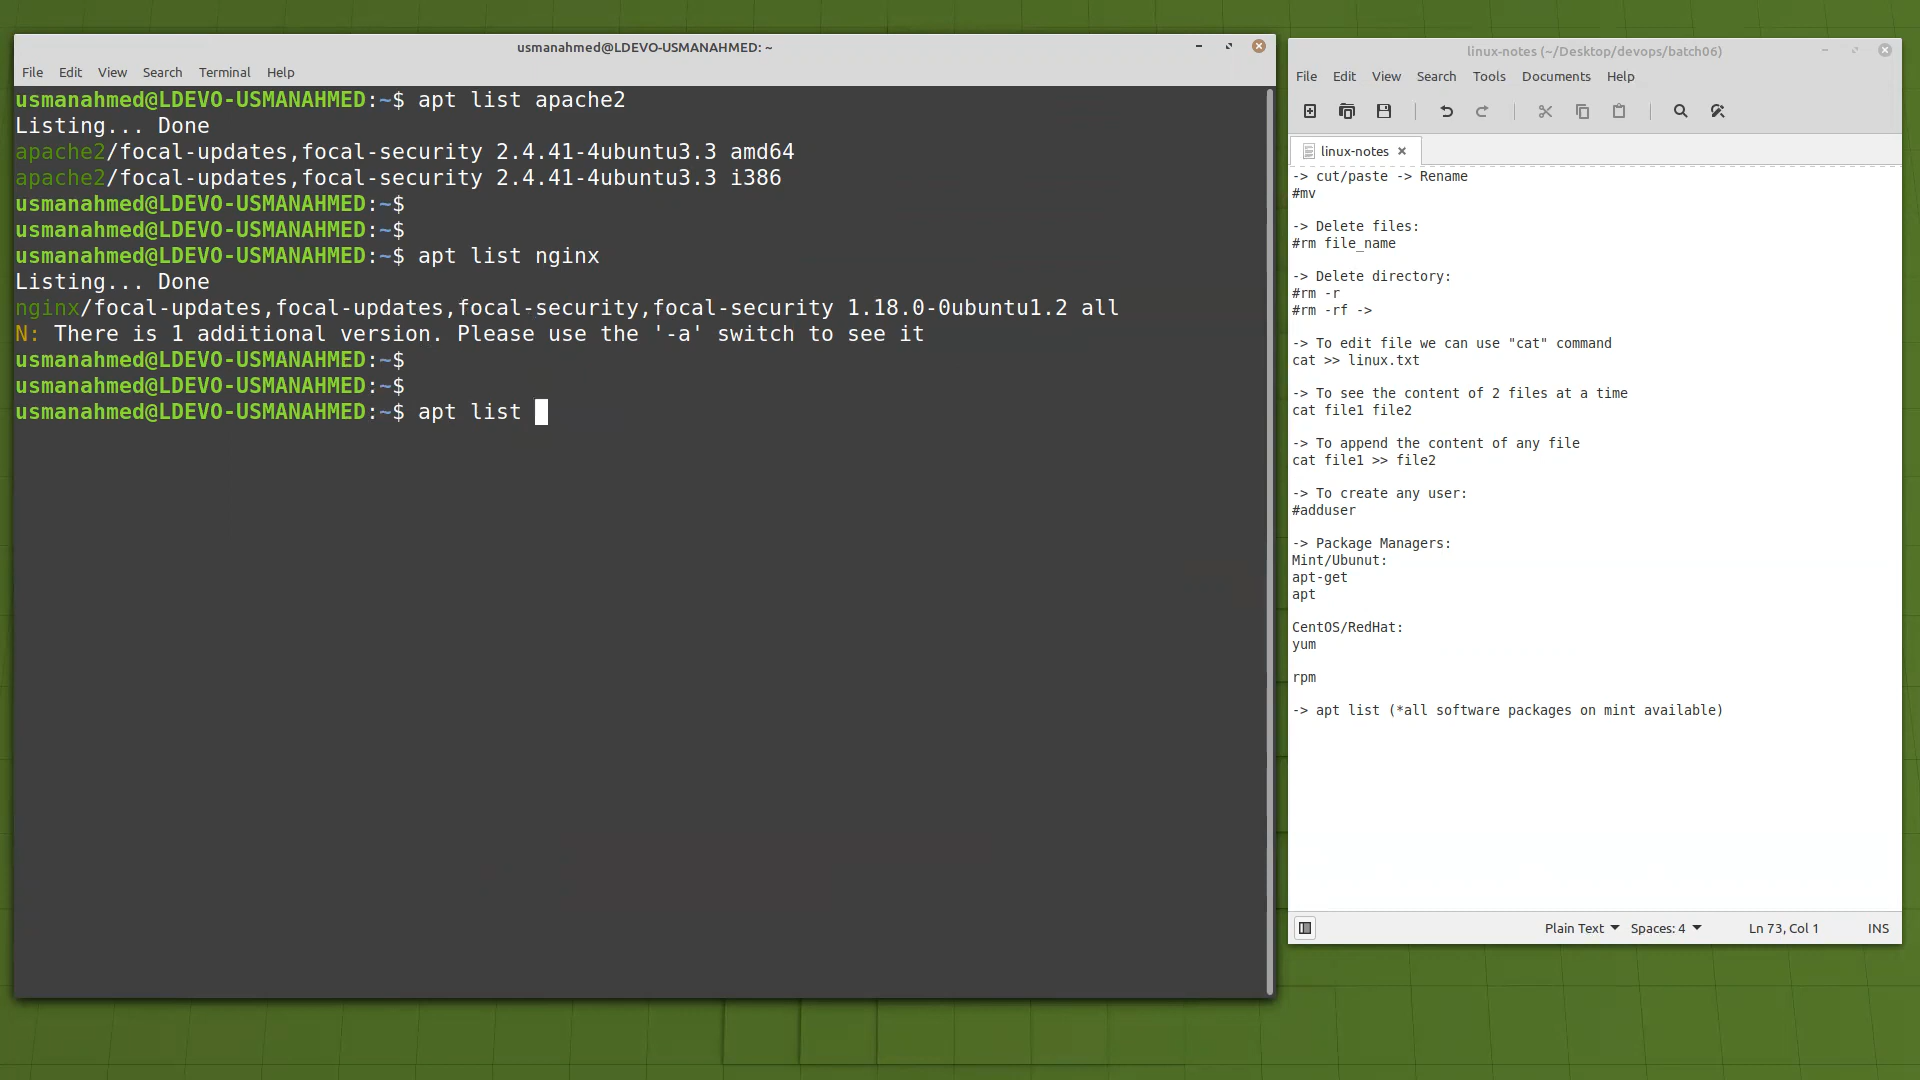 usmanahmed@LDEVO-USMANAHMED: ~
File Edit View Search Terminal Help
usmanahmed@LDEVO-USMANAHMED:~$ apt list apache2
Listing... Done
apache2/focal-updates,focal-security 2.4.41-4ubuntu3.3 amd64
apache2/focal-updates,focal-security 2.4.41-4ubuntu3.3 i386
usmanahmed@LDEVO-USMANAHMED:~$
usmanahmed@LDEVO-USMANAHMED:~$
usmanahmed@LDEVO-USMANAHMED:~$ apt list nginx
Listing... Done
nginx/focal-updates,focal-updates,focal-security,focal-security 1.18.0-0ubuntu1.2 all
N: There is 1 additional version. Please use the '-a' switch to see it
usmanahmed@LDEVO-USMANAHMED:~$
usmanahmed@LDEVO-USMANAHMED:~$
usmanahmed@LDEVO-USMANAHMED:~$ apt list
linux-notes (~/Desktop/devops/batch06)
File Edit View Search Tools Documents Help
linux-notes
-> cut/paste -> Rename
#mv
-> Delete files:
#rm file_name
-> Delete directory:
#rm -r
#rm -rf ->
-> To edit file we can use "cat" command
cat >> linux.txt
-> To see the content of 2 files at a time
cat file1 file2
-> To append the content of any file
cat file1 >> file2
-> To create any user:
#adduser
-> Package Managers:
Mint/Ubunut:
apt-get
apt
CentOS/RedHat:
yum
rpm
-> apt list (*all software packages on mint available)
Plain Text Spaces: 4 Ln 73, Col 1 INS